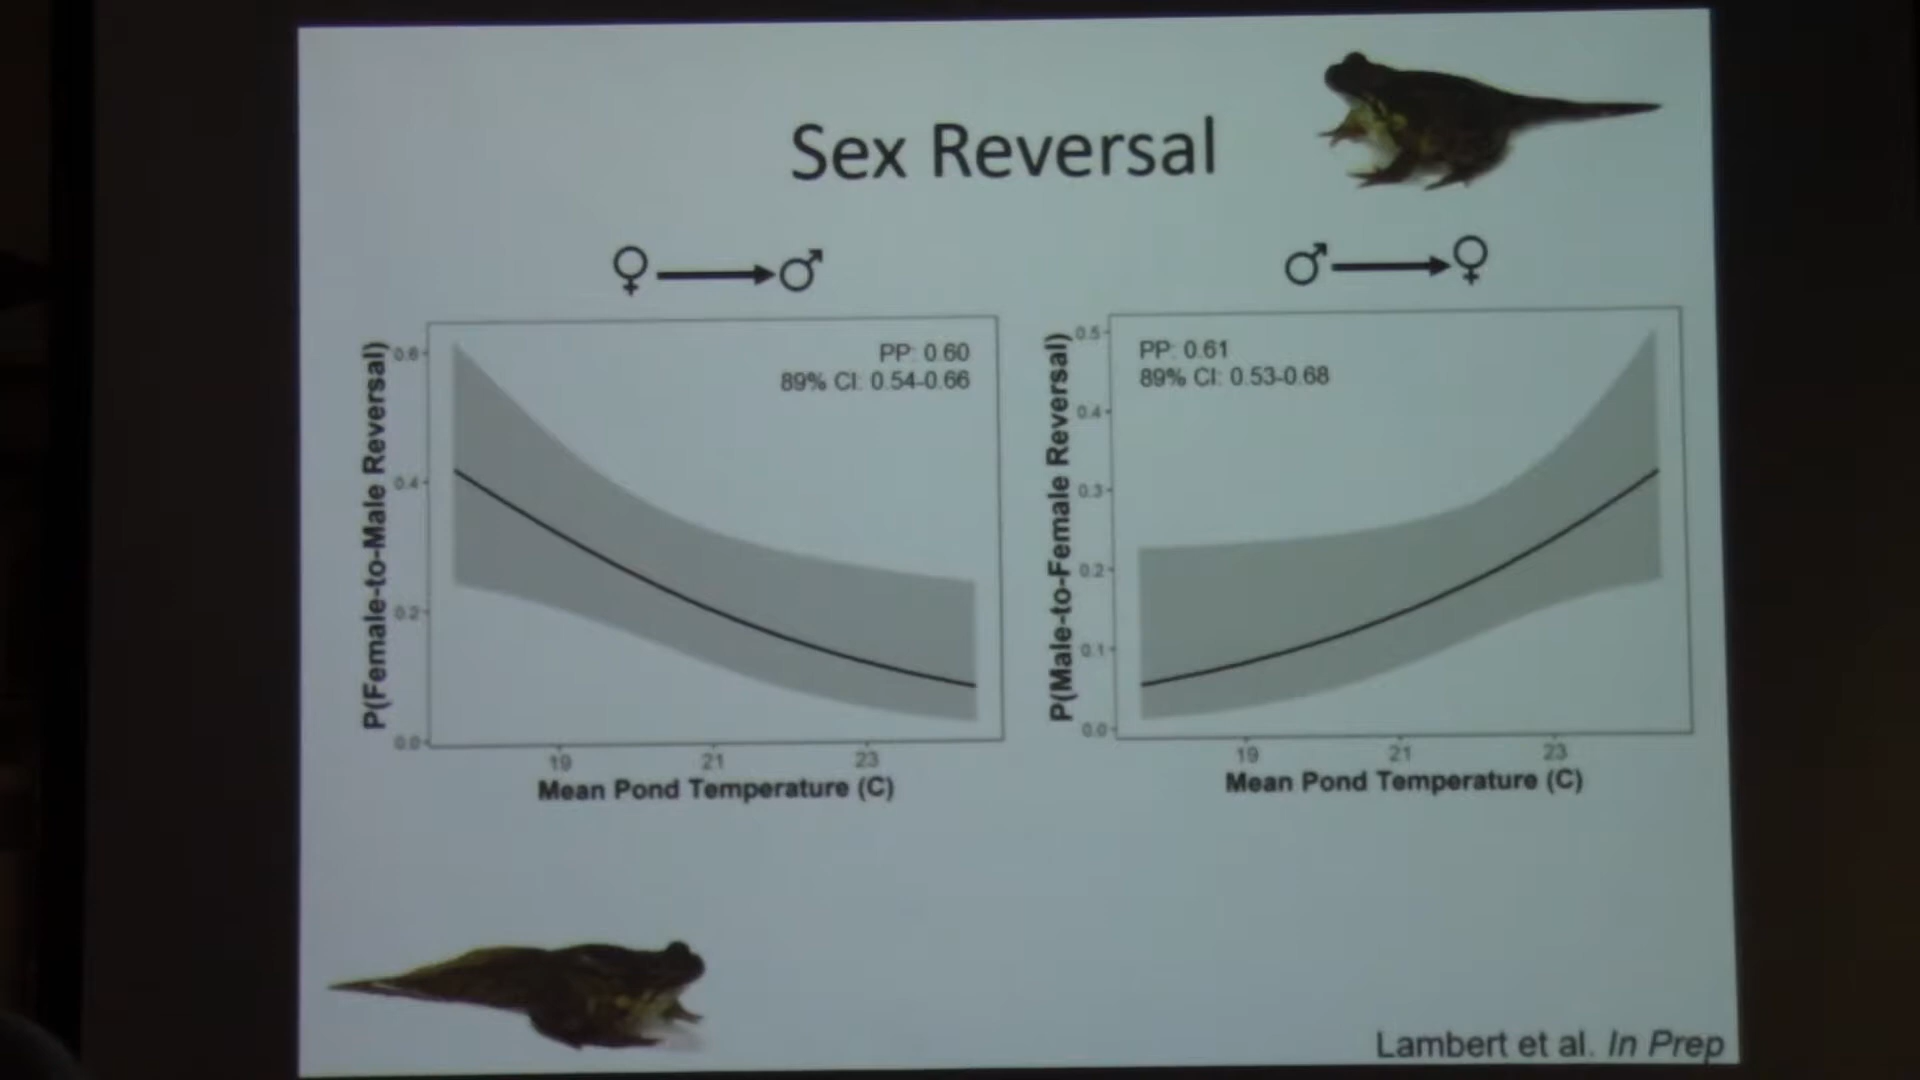 Sex Reversal
♀ → ♂
♂ → ♀
P(Female-to-Male Reversal)
0.6
0.4
0.2
0.0
PP: 0.60
89% CI: 0.54-0.66
19 21 23
Mean Pond Temperature (C)
P(Male-to-Female Reversal)
0.5
0.4
0.3
0.2
0.1
0.0
PP: 0.61
89% CI: 0.53-0.68
19 21 23
Mean Pond Temperature (C)
Lambert et al. In Prep